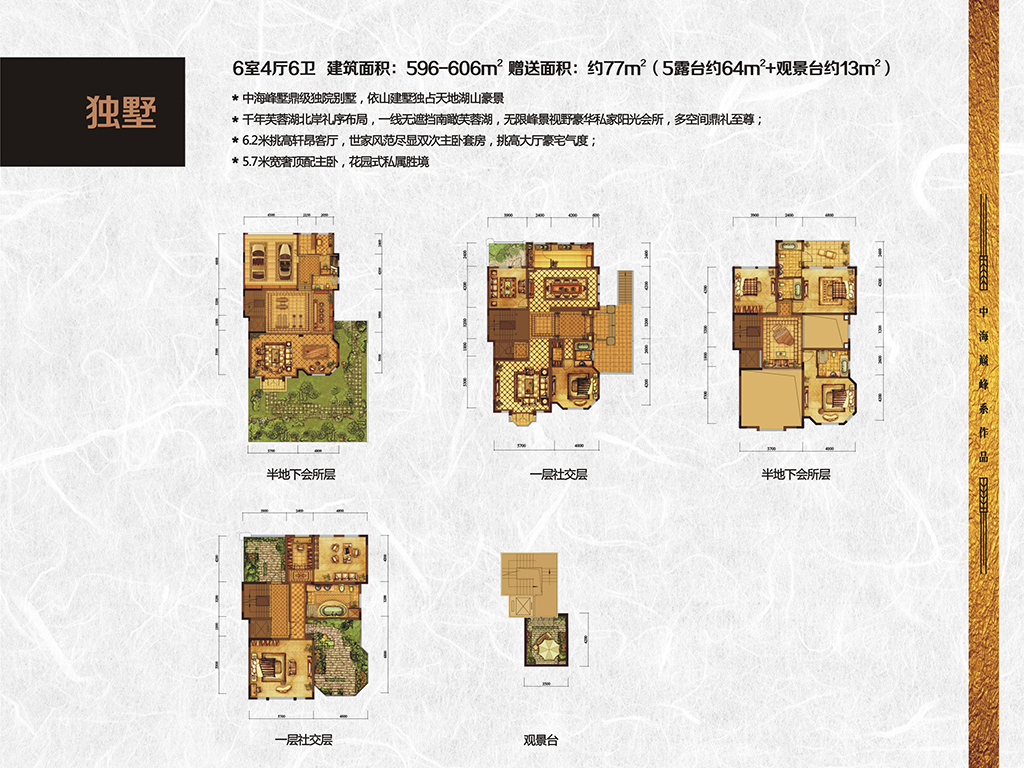 独墅
6室4厅6卫 建筑面积：596-606m² 赠送面积：约77m²（5露台约64m²+观景台约13m²）
* 中海峰墅鼎级独院别墅，依山建墅独占天地湖山豪景
* 千年芙蓉湖北岸礼序布局，一线无遮挡南瞰芙蓉湖，无限峰景视野豪华私家阳光会所，多空间鼎礼至尊；
* 6.2米挑高轩昂客厅，世家风范尽显双次主卧套房，挑高大厅豪宅气度；
* 5.7米宽奢顶配主卧，花园式私属胜境
半地下会所层
一层社交层
半地下会所层
一层社交层
观景台
中海巅峰系作品